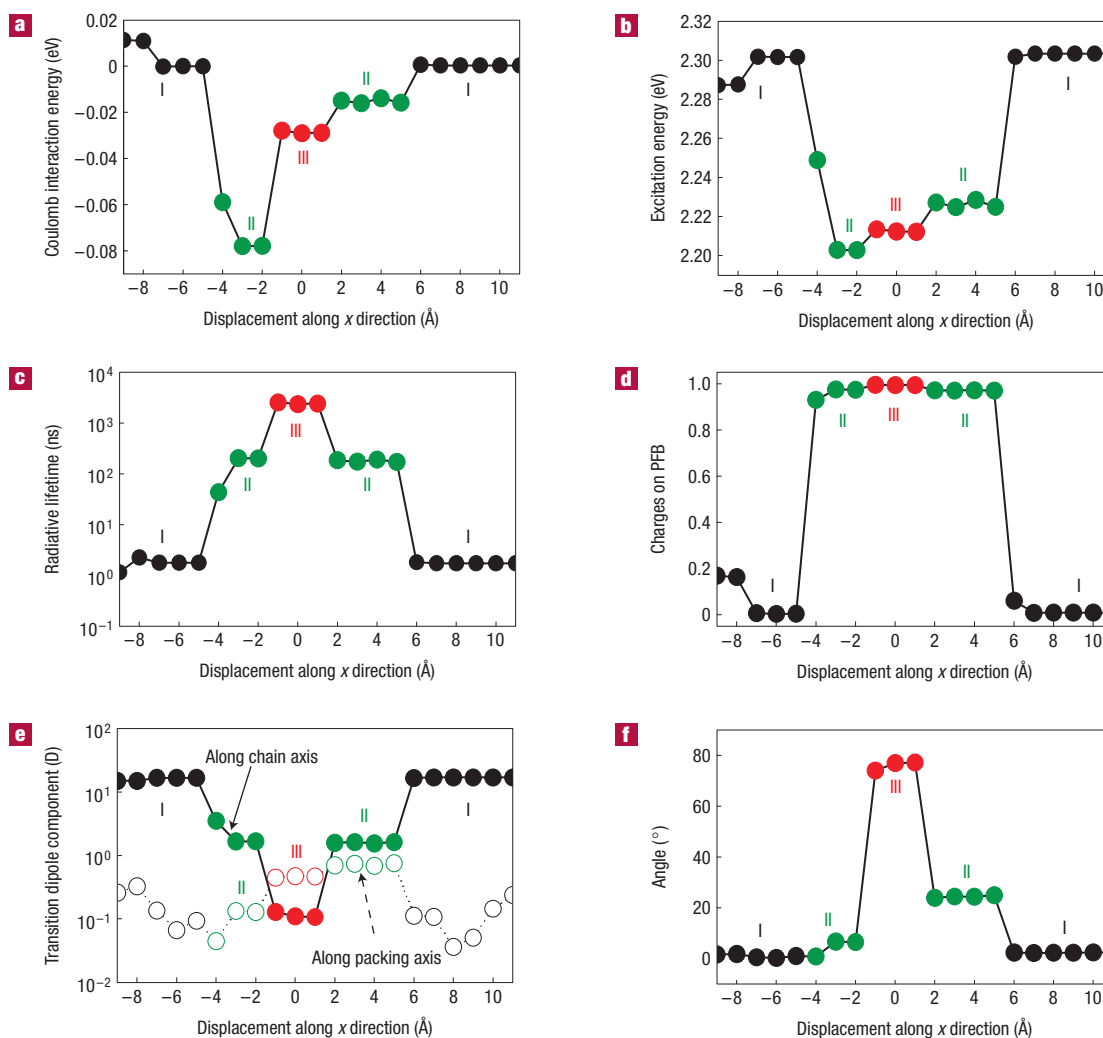 a
Coulomb interaction energy (eV)
0.02
0
−0.02
−0.04
−0.06
−0.08
I
II
III
II
I
−8 −6 −4 −2 0 2 4 6 8 10
Displacement along x direction (Å)
b
Excitation energy (eV)
2.32
2.30
2.28
2.26
2.24
2.22
2.20
I
II
III
II
I
−8 −6 −4 −2 0 2 4 6 8 10
Displacement along x direction (Å)
c
Radiative lifetime (ns)
10⁴
10³
10²
10¹
10⁰
10⁻¹
I
II
III
II
I
−8 −6 −4 −2 0 2 4 6 8 10
Displacement along x direction (Å)
d
Charges on PFB
1.0
0.8
0.6
0.4
0.2
0
I
II
III
II
I
−8 −6 −4 −2 0 2 4 6 8 10
Displacement along x direction (Å)
e
Transition dipole component (D)
10²
10¹
10⁰
10⁻¹
10⁻²
Along chain axis
I
II
III
II
I
Along packing axis
−8 −6 −4 −2 0 2 4 6 8 10
Displacement along x direction (Å)
f
Angle (°)
80
60
40
20
0
I
II
III
II
I
−8 −6 −4 −2 0 2 4 6 8 10
Displacement along x direction (Å)